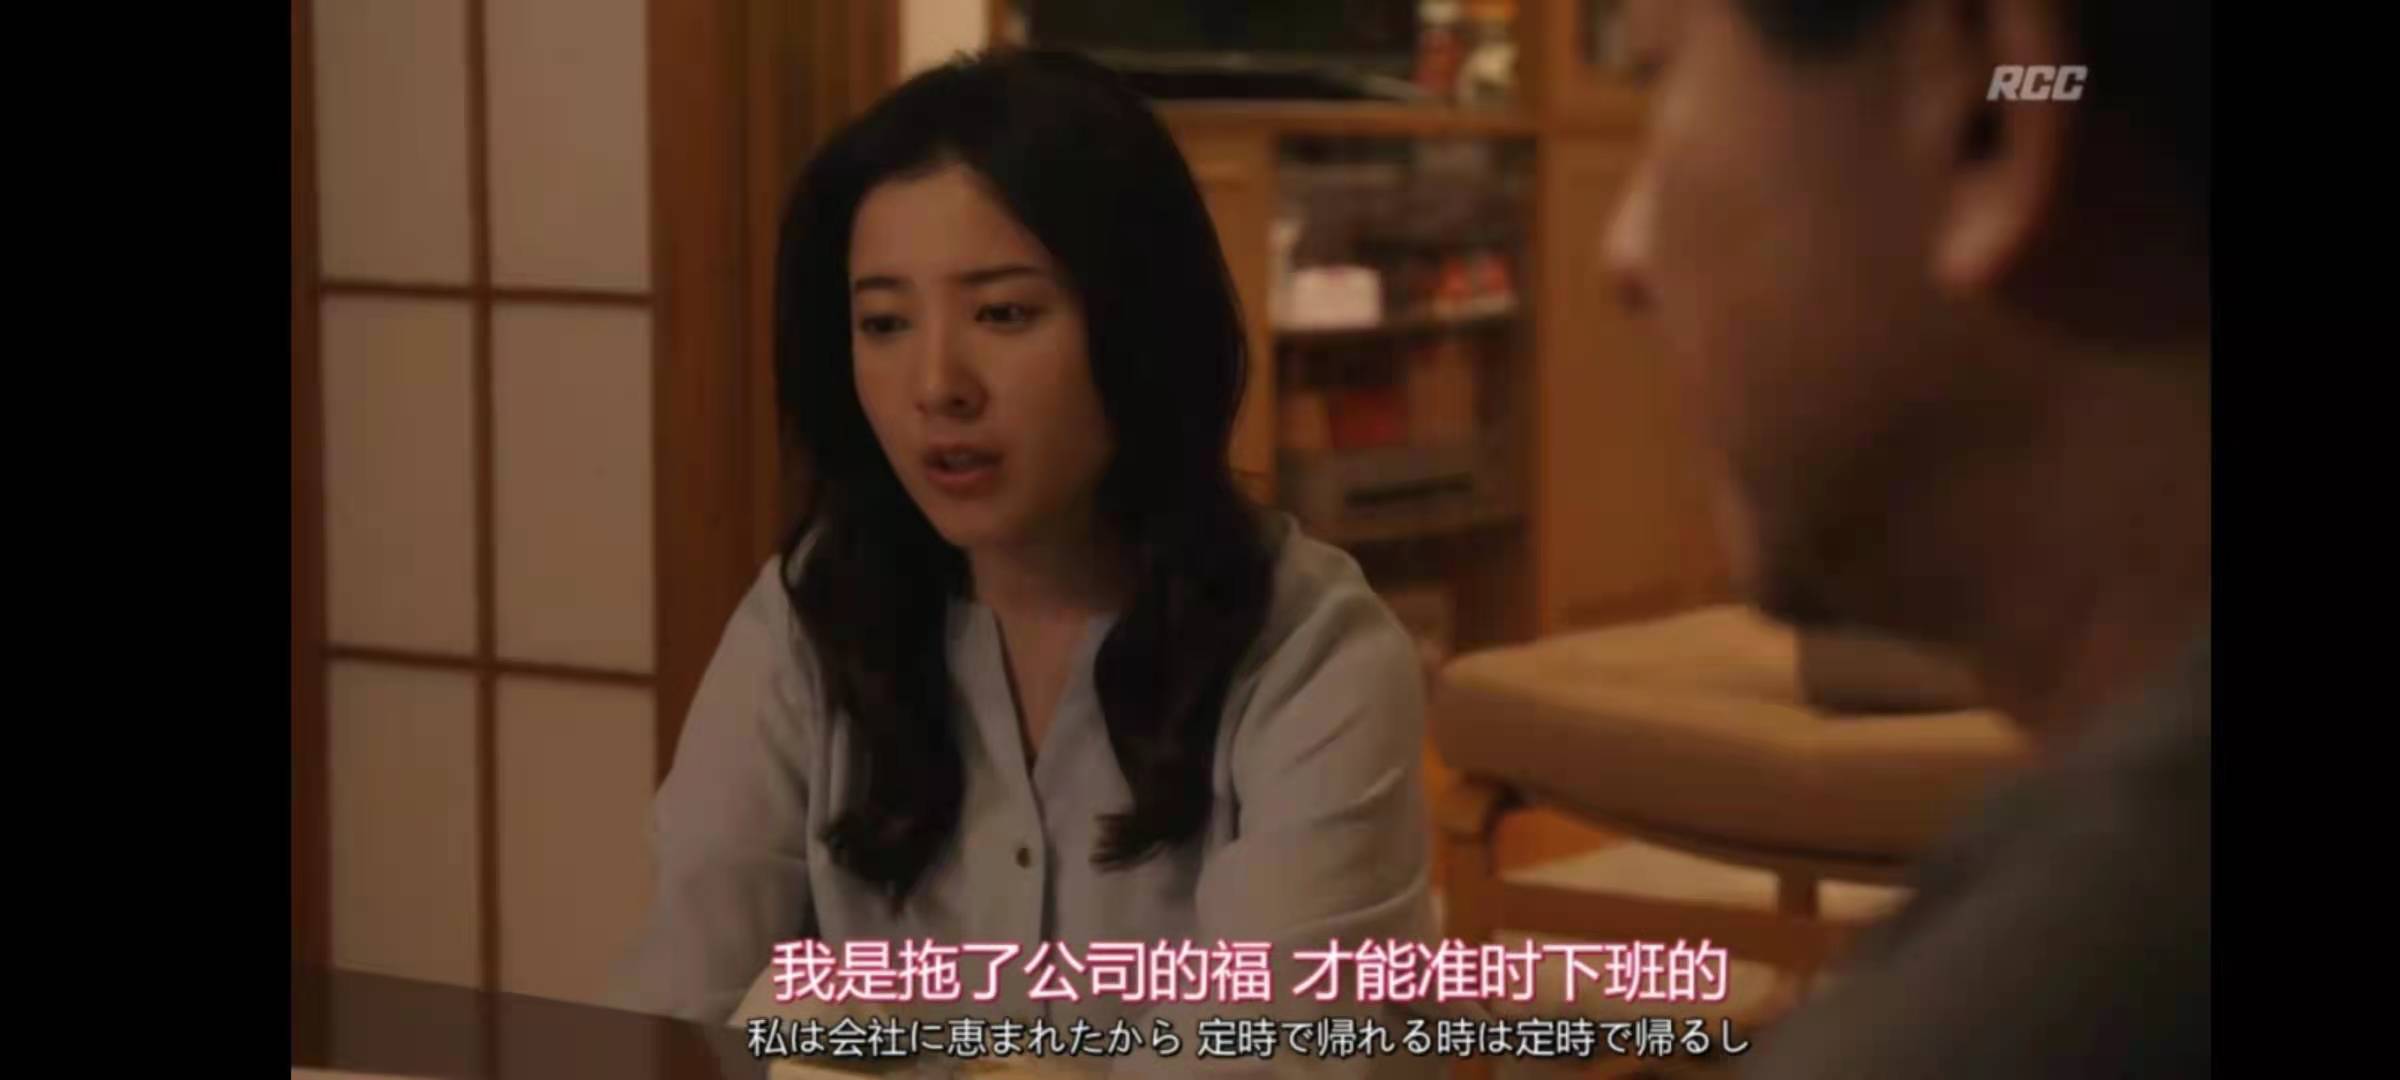 RCC
我是拖了公司的福 才能准时下班的
私は会社に恵まれたから 定時で帰れる時は定時で帰るし